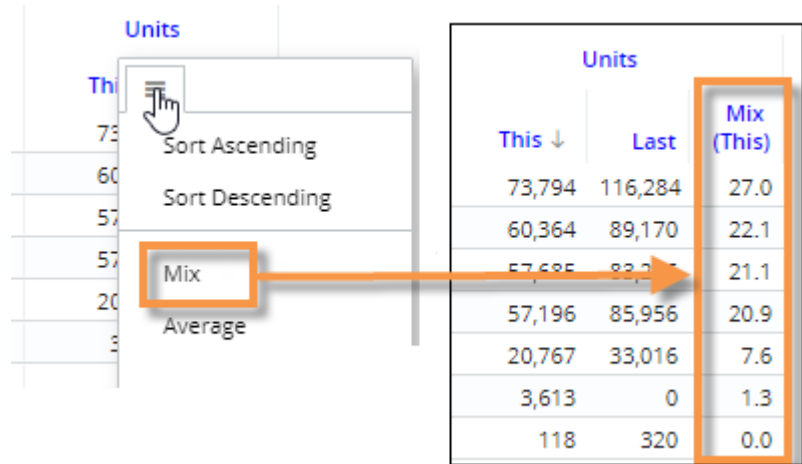 Units
Thi
73
60
57
57
20
3
Sort Ascending
Sort Descending
Mix
Average
Units
This ↓ Last Mix (This)
73,794 116,284 27.0
60,364 89,170 22.1
57,685 21.1
57,196 85,956 20.9
20,767 33,016 7.6
3,613 0 1.3
118 320 0.0